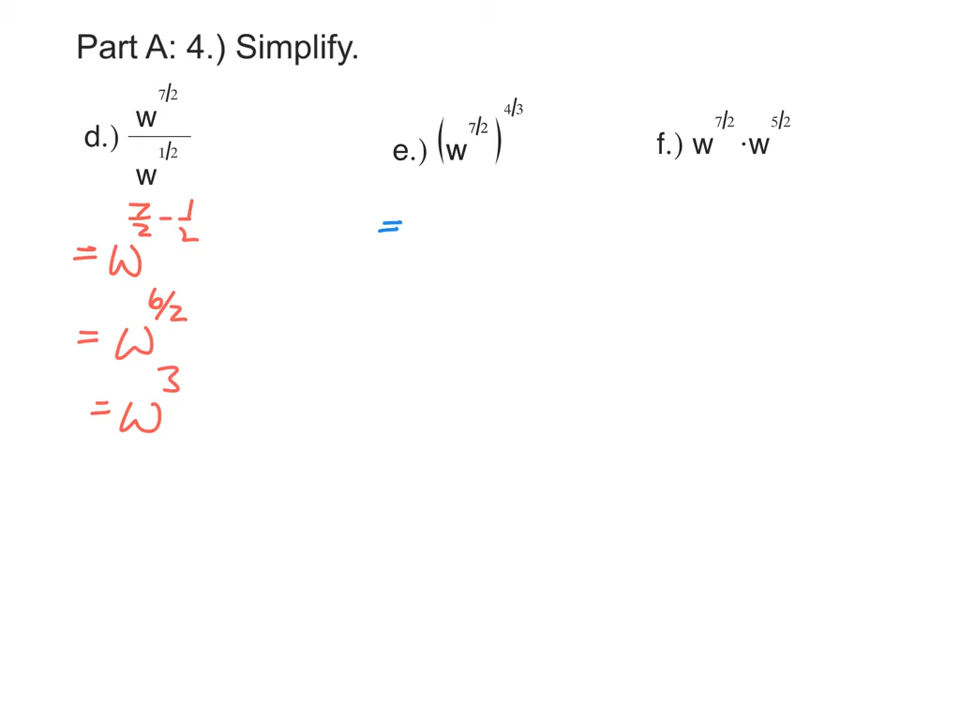 Part A: 4.) Simplify.
d.) w^7/2 / w^1/2
= w^7/2 - 1/2
= w^6/2
= w^3
e.) (w^7/2)^4/3
=
f.) w^7/2 · w^5/2